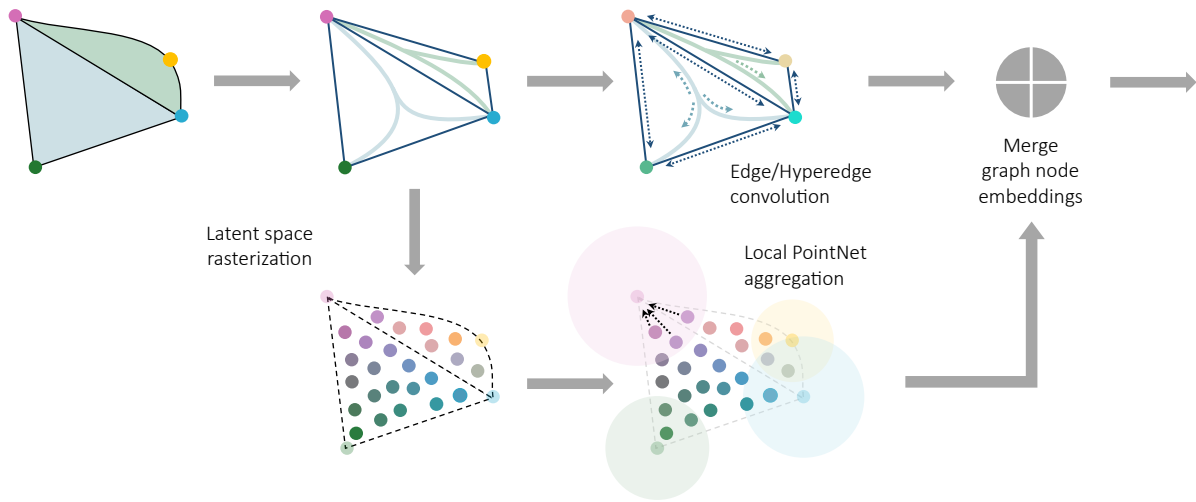 Edge/Hyperedge
convolution
Merge
graph node
embeddings
Latent space
rasterization
Local PointNet
aggregation